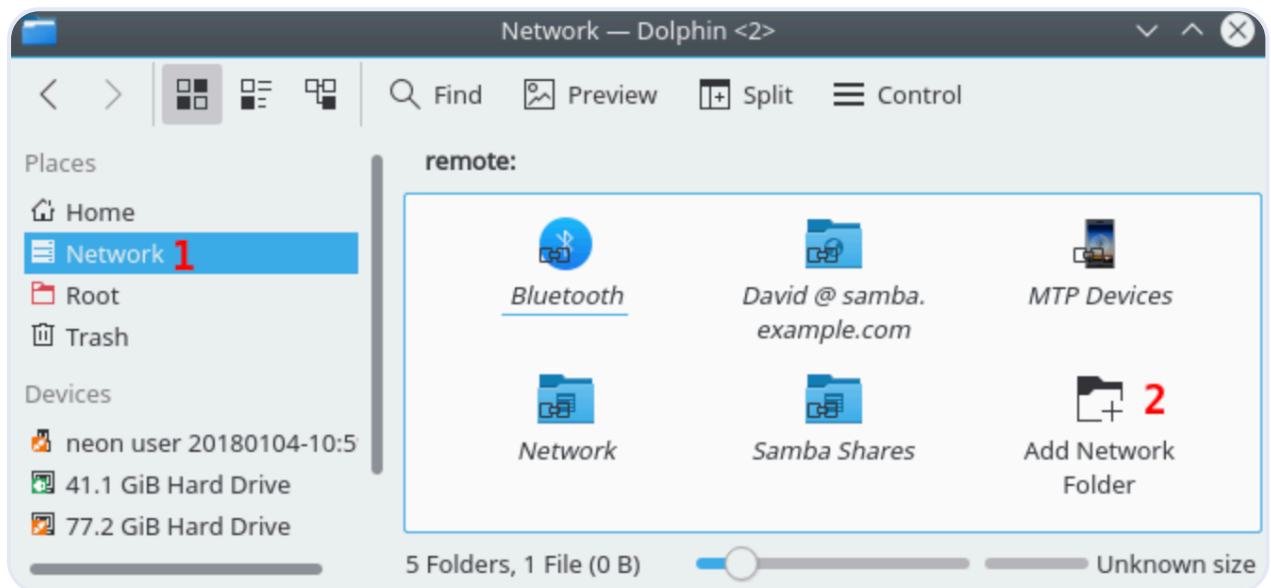 Network — Dolphin <2>
Find Preview Split Control
Places
Home
Network 1
Root
Trash
Devices
neon user 20180104-10:5
41.1 GiB Hard Drive
77.2 GiB Hard Drive
remote:
Bluetooth
David @ samba.
example.com
MTP Devices
Network
Samba Shares
2
Add Network
Folder
5 Folders, 1 File (0 B)
Unknown size